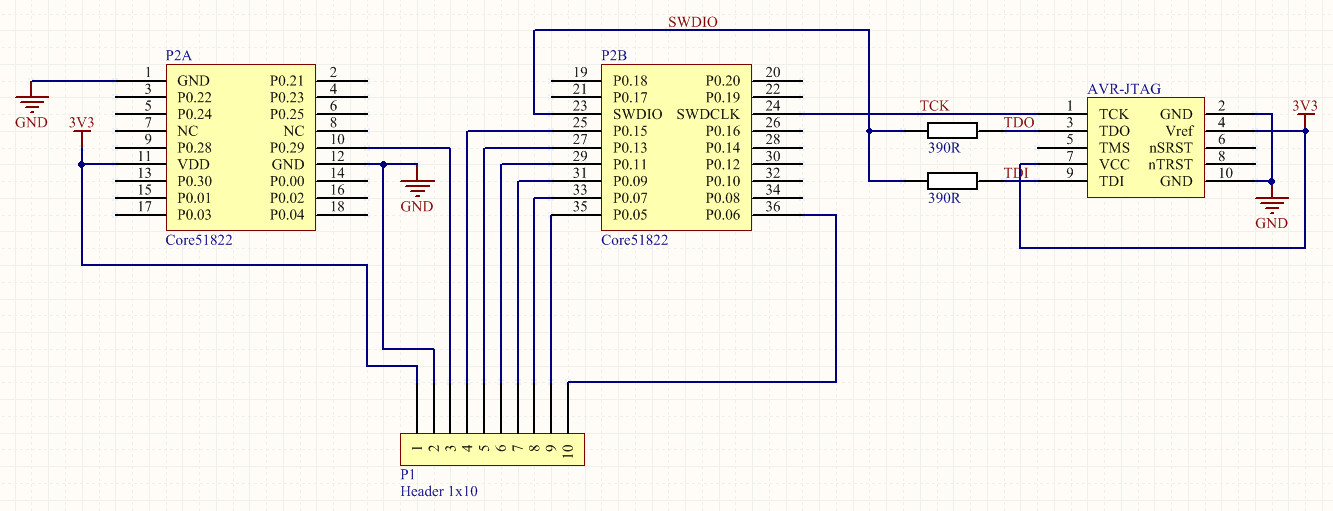 SWDIO
P2A
1 GND P0.21 2
3 P0.22 P0.23 4
5 P0.24 P0.25 6
7 NC NC 8
9 P0.28 P0.29 10
11 VDD GND 12
13 P0.30 P0.00 14
15 P0.01 P0.02 16
17 P0.03 P0.04 18
Core51822
GND
3V3
GND
P2B
19 P0.18 P0.20 20
21 P0.17 P0.19 22
23 SWDIO SWDCLK 24
25 P0.15 P0.16 26
27 P0.13 P0.14 28
29 P0.11 P0.12 30
31 P0.09 P0.10 32
33 P0.07 P0.08 34
35 P0.05 P0.06 36
Core51822
TCK
TDO
390R
TDI
390R
AVR-JTAG
1 TCK GND 2
3 TDO Vref 4
5 TMS nSRST 6
7 VCC nTRST 8
9 TDI GND 10
3V3
GND
1 2 3 4 5 6 7 8 9 10
P1
Header 1x10